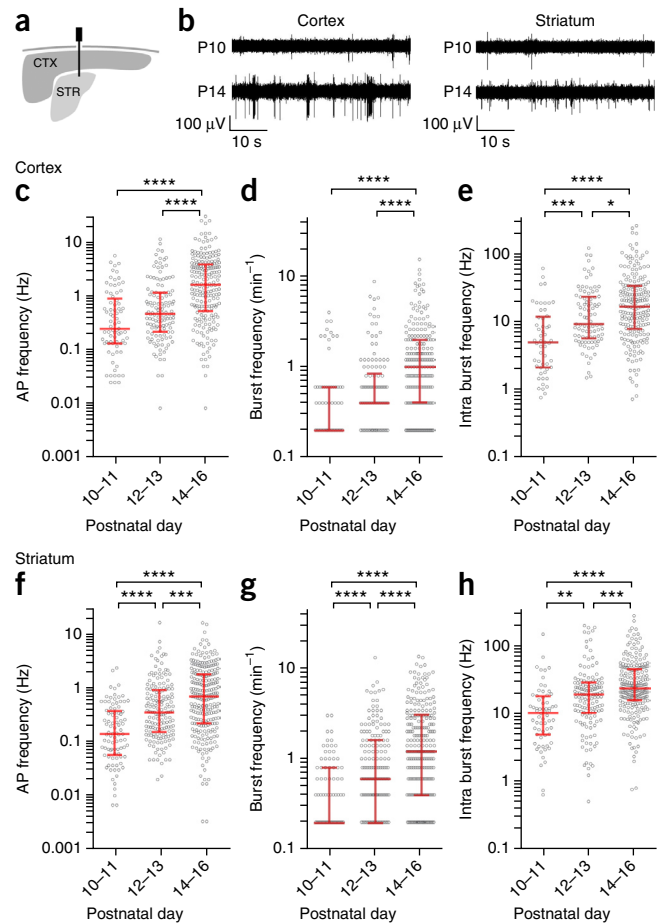 a
CTX
STR
b
Cortex
Striatum
P10
P10
P14
P14
100 µV
10 s
100 µV
10 s
Cortex
c
****
****
AP frequency (Hz)
10
1
0.1
0.01
0.001
10–11
12–13
14–16
Postnatal day
d
****
****
Burst frequency (min⁻¹)
10
1
0.1
10–11
12–13
14–16
Postnatal day
e
****
***
*
Intra burst frequency (Hz)
100
10
1
0.1
10–11
12–13
14–16
Postnatal day
Striatum
f
****
****
***
AP frequency (Hz)
10
1
0.1
0.01
0.001
10–11
12–13
14–16
Postnatal day
g
****
****
****
Burst frequency (min⁻¹)
10
1
0.1
10–11
12–13
14–16
Postnatal day
h
****
**
***
Intra burst frequency (Hz)
100
10
1
0.1
10–11
12–13
14–16
Postnatal day